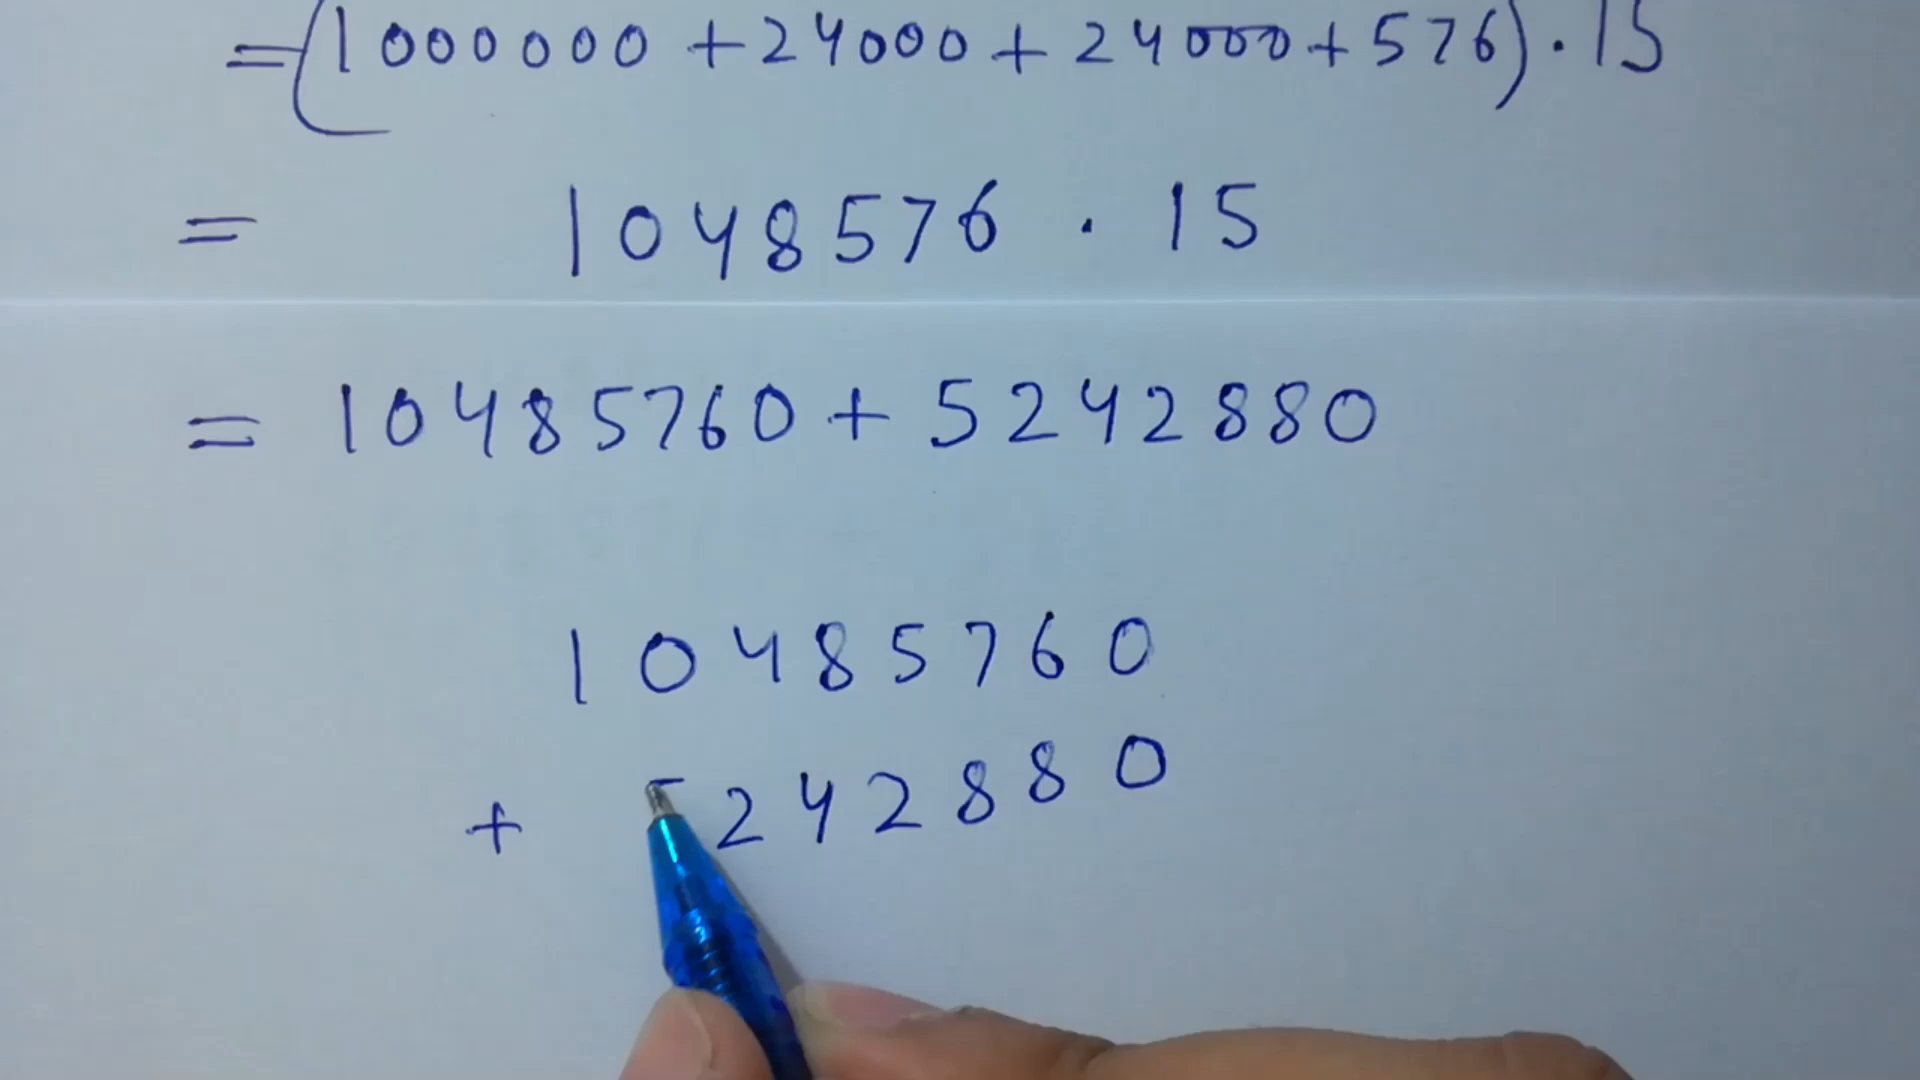 =(1000000+24000+24000+576).15
= 1048576 . 15
= 10485760+5242880
10485760
+ 5242880